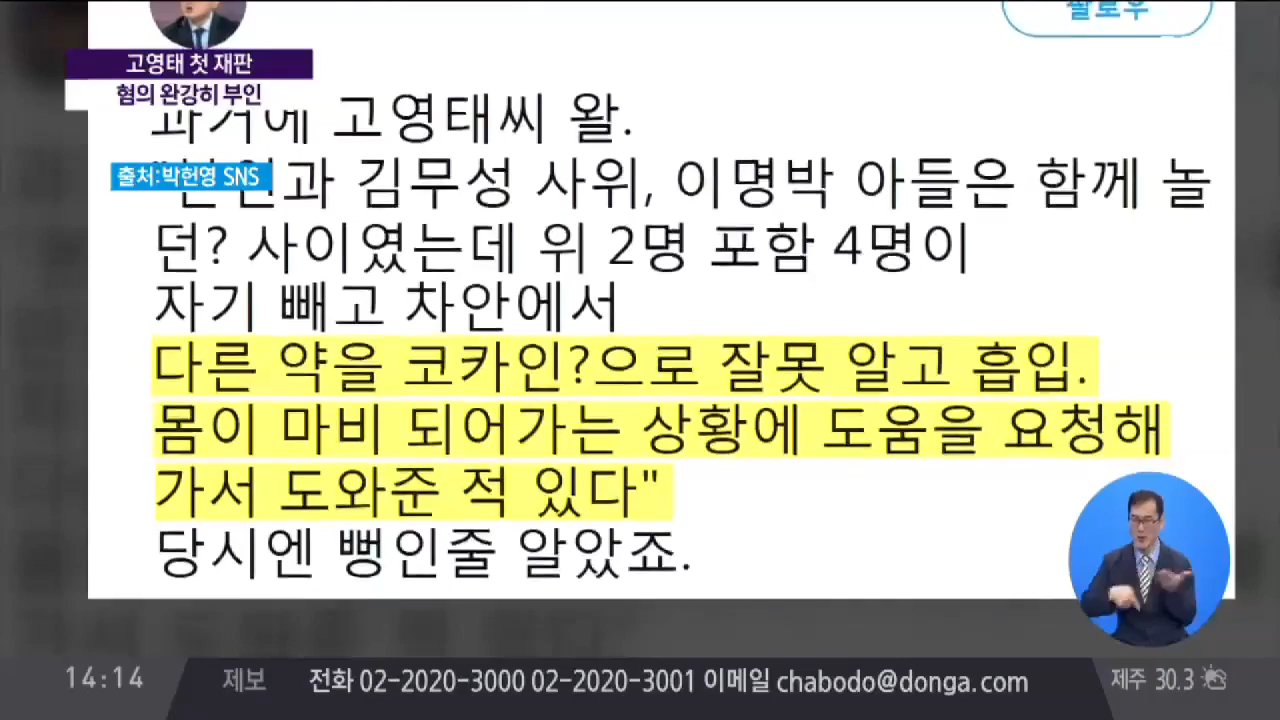 팔로우
고영태 첫 재판
혐의 완강히 부인
과거에 고영태씨 왈.
출처:박헌영 SNS
과 김무성 사위, 이명박 아들은 함께 놀
던? 사이였는데 위 2명 포함 4명이
자기 빼고 차안에서
다른 약을 코카인?으로 잘못 알고 흡입.
몸이 마비 되어가는 상황에 도움을 요청해
가서 도와준 적 있다"
당시엔 뻥인줄 알았죠.
14:14 제보 전화 02-2020-3000 02-2020-3001 이메일 chabodo@donga.com 제주 30.3